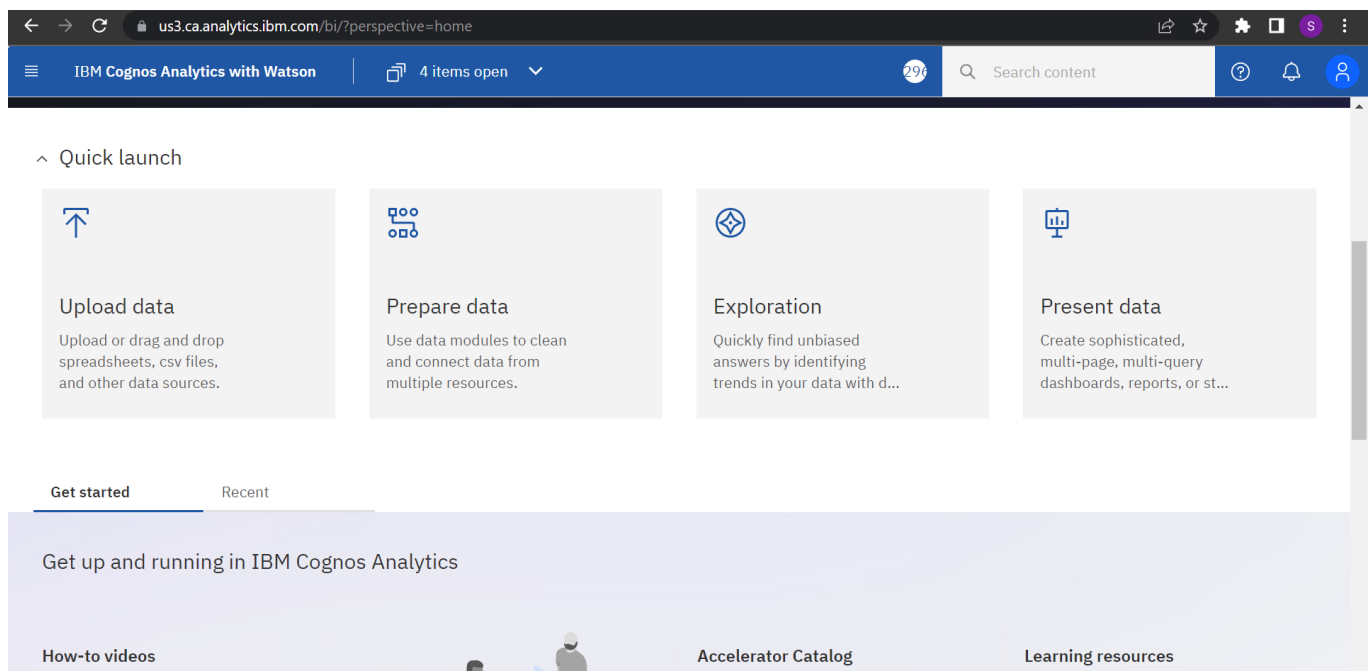 us3.ca.analytics.ibm.com/bi/?perspective=home
S
IBM Cognos Analytics with Watson
4 items open
296
Search content
Quick launch
Upload data
Upload or drag and drop
spreadsheets, csv files,
and other data sources.
Prepare data
Use data modules to clean
and connect data from
multiple resources.
Exploration
Quickly find unbiased
answers by identifying
trends in your data with d...
Present data
Create sophisticated,
multi-page, multi-query
dashboards, reports, or st...
Get started
Recent
Get up and running in IBM Cognos Analytics
How-to videos
Accelerator Catalog
Learning resources